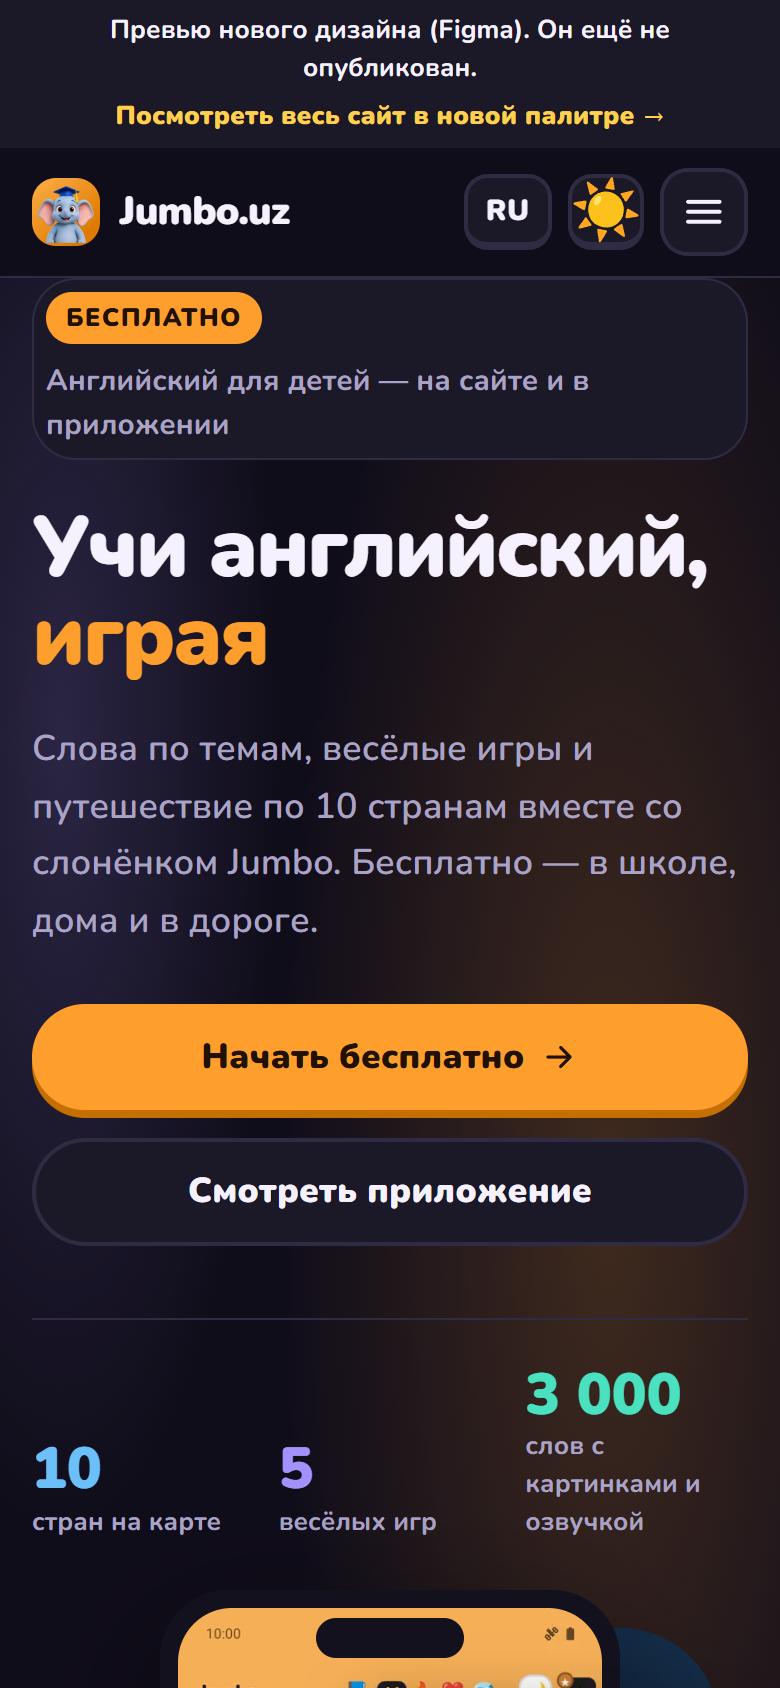 Превью нового дизайна (Figma). Он ещё не
опубликован.
Посмотреть весь сайт в новой палитре →
Jumbo.uz
RU
БЕСПЛАТНО
Английский для детей — на сайте и в
приложении
Учи английский,
играя
Слова по темам, весёлые игры и
путешествие по 10 странам вместе со
слонёнком Jumbo. Бесплатно — в школе,
дома и в дороге.
Начать бесплатно →
Смотреть приложение
10
стран на карте
5
весёлых игр
3 000
слов с
картинками и
озвучкой
10:00